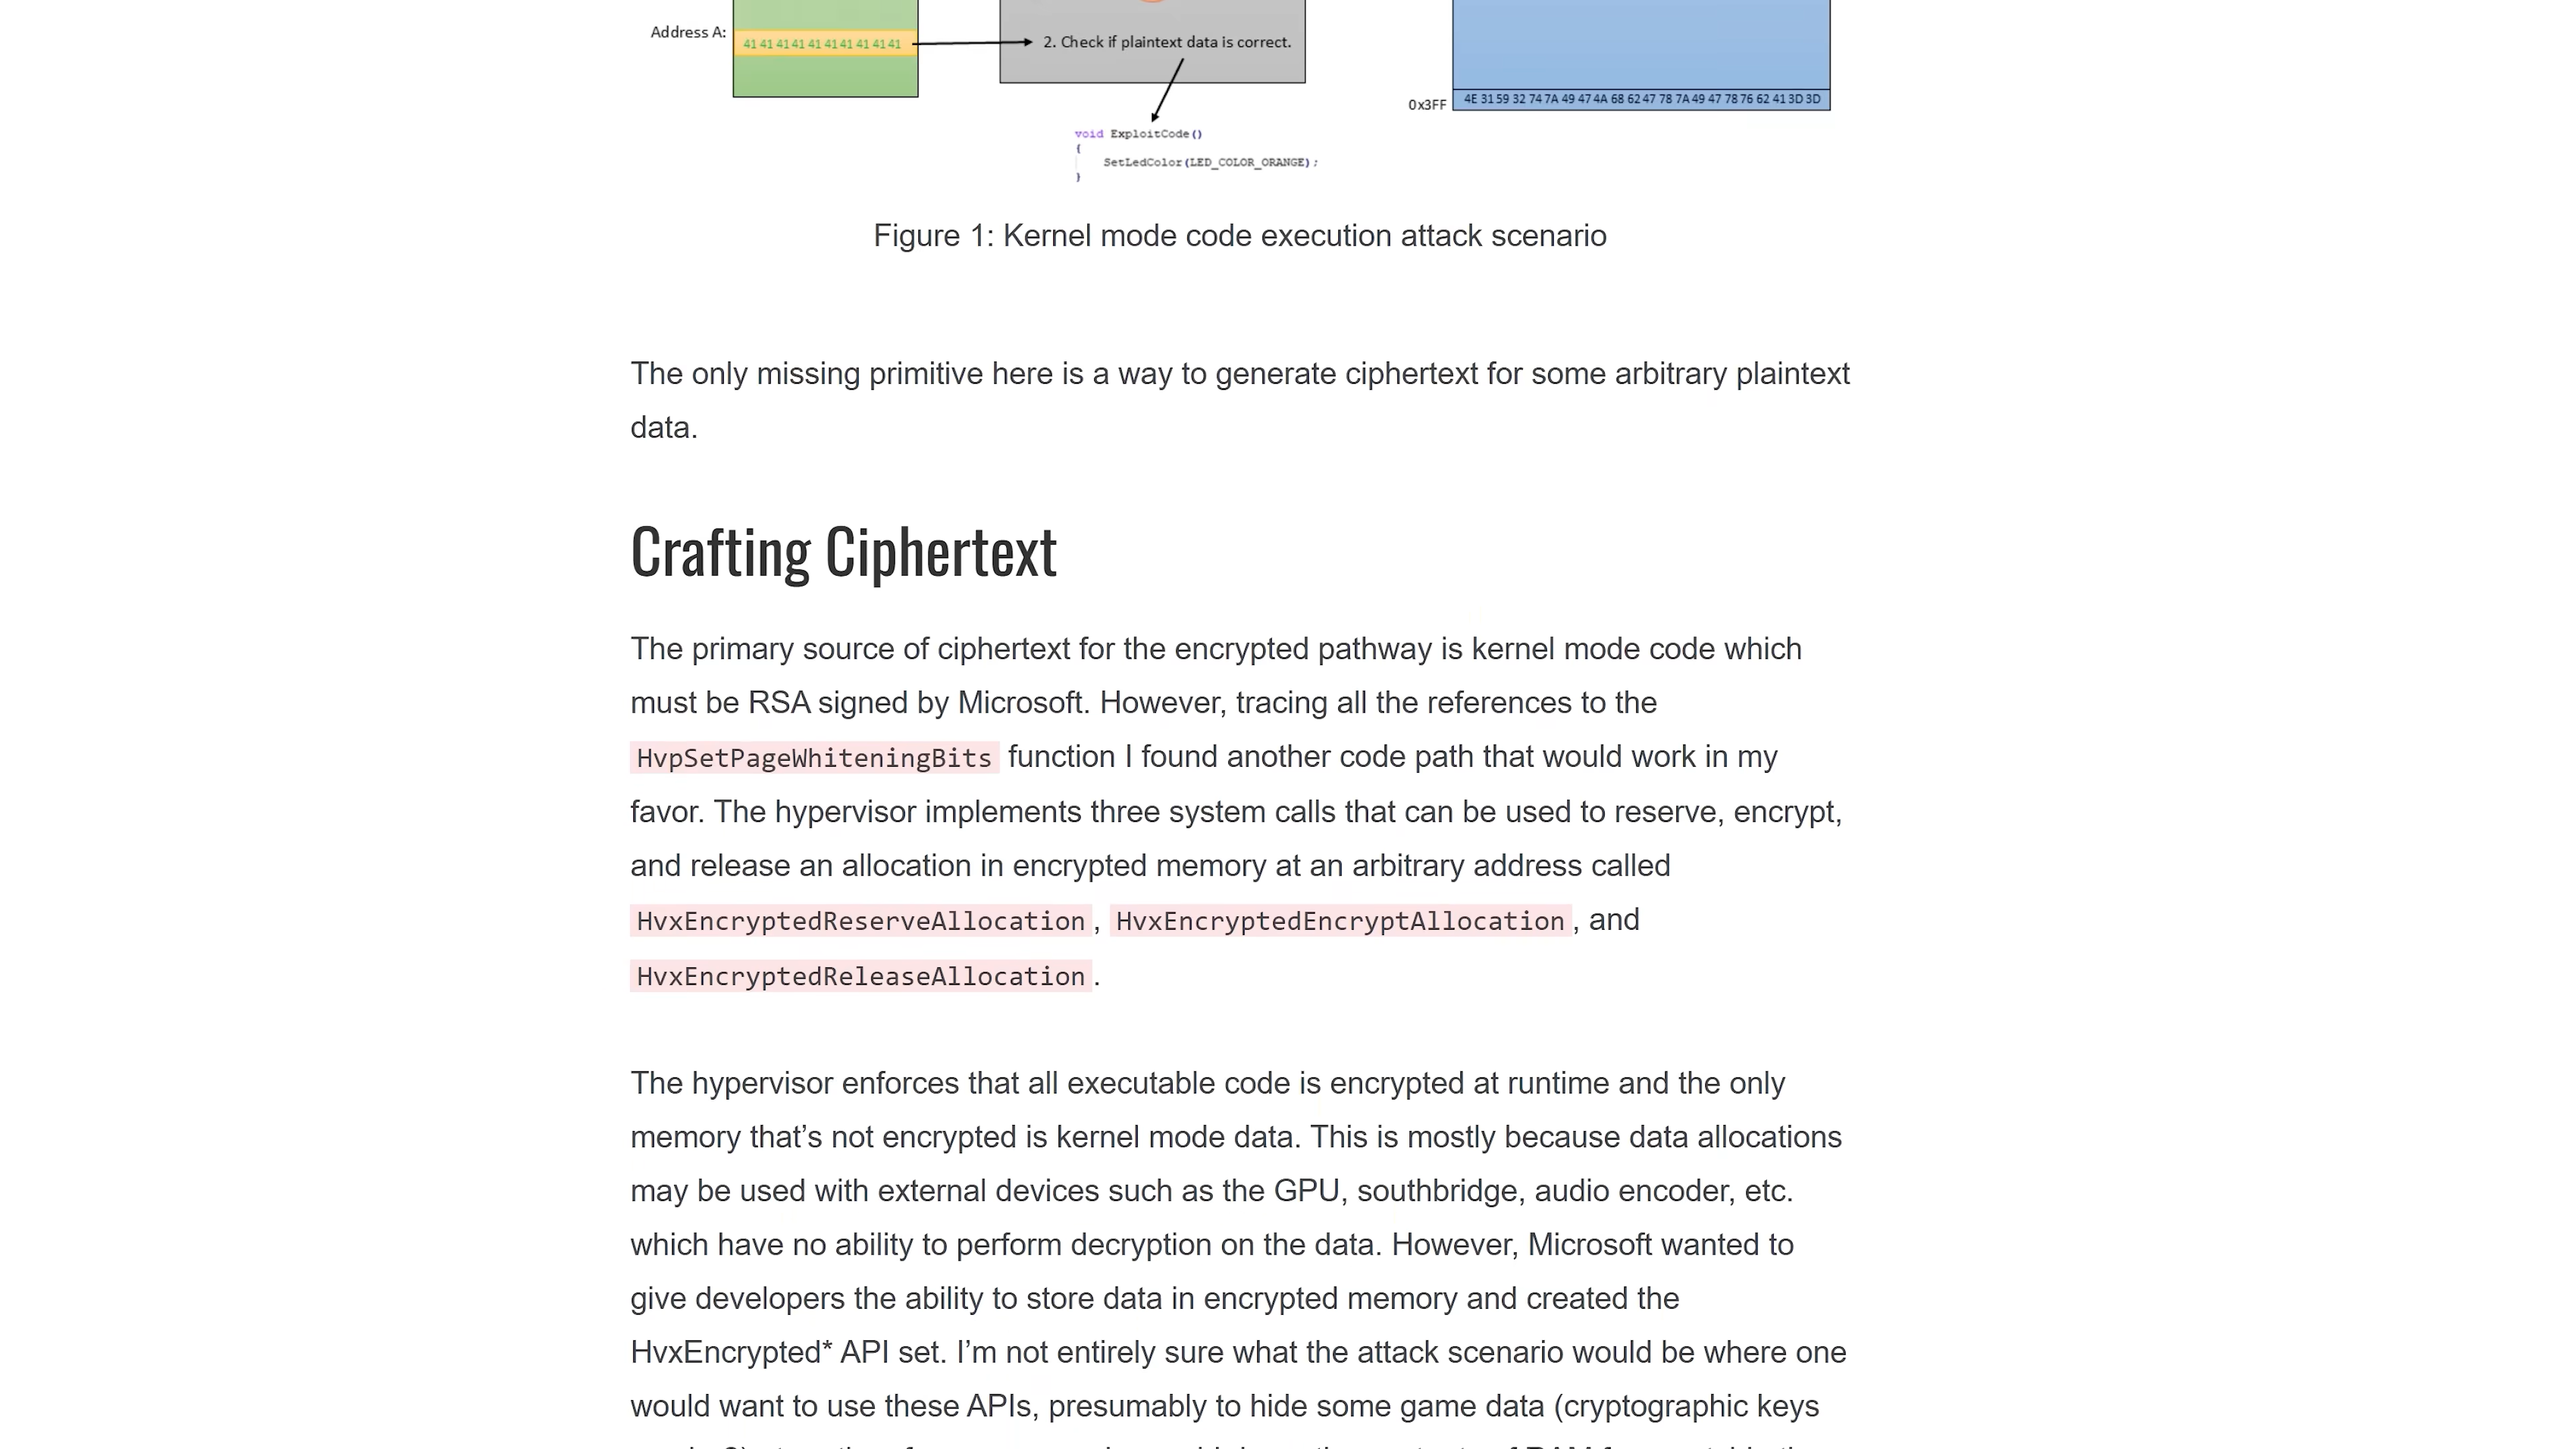 Address A:
41 41 41 41 41 41 41 41 41 41
2. Check if plaintext data is correct.
0x3FF
4E 31 59 32 74 7A 49 47 4A 68 62 47 78 7A 49 47 78 76 62 41 3D 3D
void ExploitCode()
{
SetLedColor(LED_COLOR_ORANGE);
}
Figure 1: Kernel mode code execution attack scenario
The only missing primitive here is a way to generate ciphertext for some arbitrary plaintext
data.
Crafting Ciphertext
The primary source of ciphertext for the encrypted pathway is kernel mode code which
must be RSA signed by Microsoft. However, tracing all the references to the
HvpSetPageWhiteningBits function I found another code path that would work in my
favor. The hypervisor implements three system calls that can be used to reserve, encrypt,
and release an allocation in encrypted memory at an arbitrary address called
HvxEncryptedReserveAllocation, HvxEncryptedEncryptAllocation, and
HvxEncryptedReleaseAllocation.
The hypervisor enforces that all executable code is encrypted at runtime and the only
memory that’s not encrypted is kernel mode data. This is mostly because data allocations
may be used with external devices such as the GPU, southbridge, audio encoder, etc.
which have no ability to perform decryption on the data. However, Microsoft wanted to
give developers the ability to store data in encrypted memory and created the
HvxEncrypted* API set. I’m not entirely sure what the attack scenario would be where one
would want to use these APIs, presumably to hide some game data (cryptographic keys